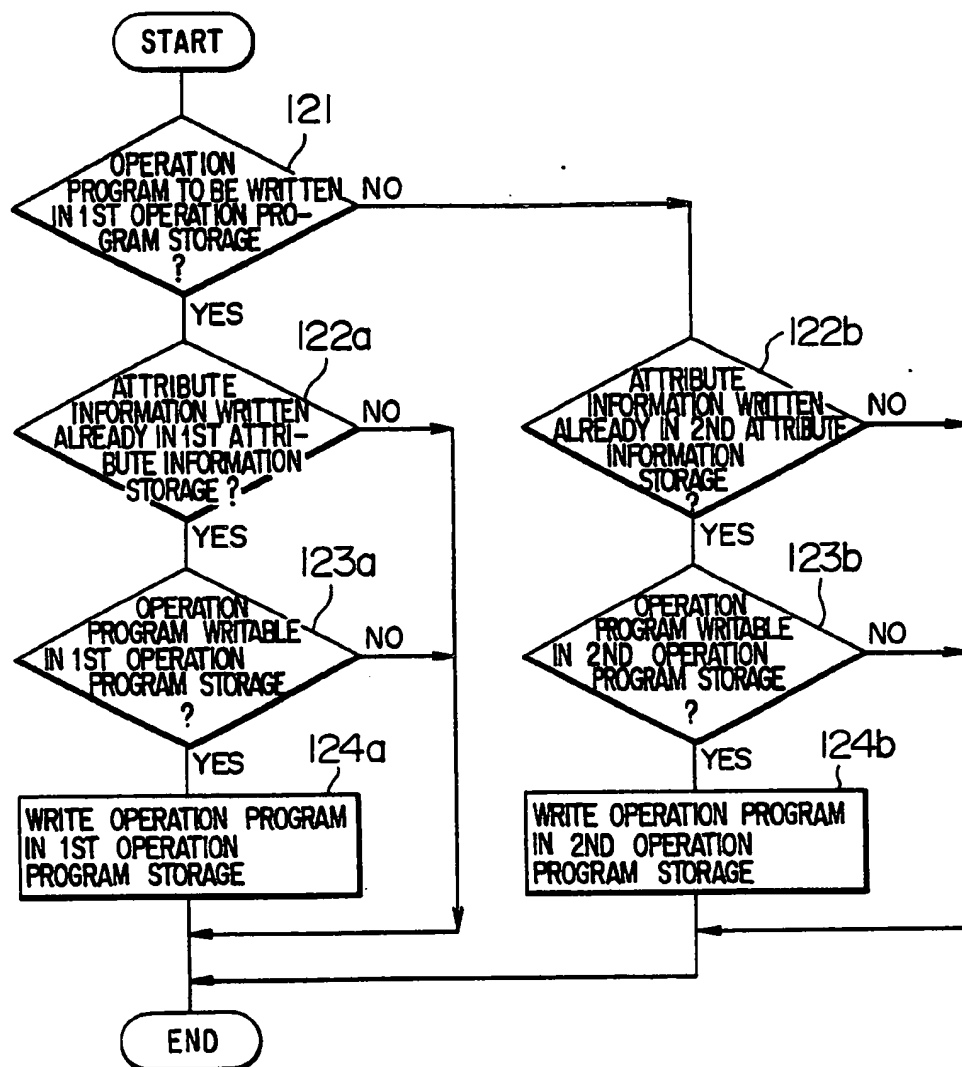 START
121
OPERATION
PROGRAM TO BE WRITTEN
IN 1ST OPERATION PRO-
GRAM STORAGE
?
NO
YES
122a
ATTRIBUTE
INFORMATION WRITTEN
ALREADY IN 1ST ATTRI-
BUTE INFORMATION
STORAGE ?
NO
YES
122b
ATTRIBUTE
INFORMATION WRITTEN
ALREADY IN 2ND ATTRIBUTE
INFORMATION
STORAGE
?
NO
YES
123a
OPERATION
PROGRAM WRITABLE
IN 1ST OPERATION
PROGRAM STORAGE
?
NO
YES
123b
OPERATION
PROGRAM WRITABLE
IN 2ND OPERATION
PROGRAM STORAGE
?
NO
YES
124a
WRITE OPERATION PROGRAM
IN 1ST OPERATION
PROGRAM STORAGE
124b
WRITE OPERATION PROGRAM
IN 2ND OPERATION
PROGRAM STORAGE
END